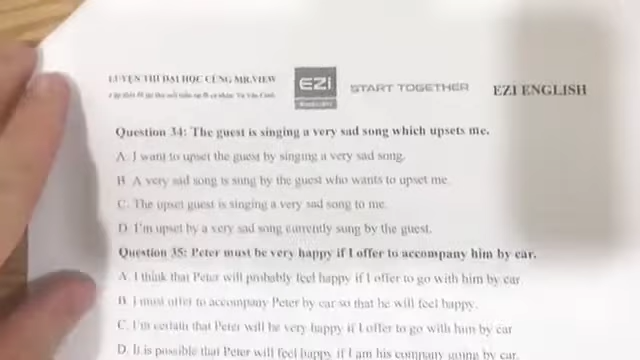 LUYỆN THI ĐẠI HỌC CÙNG MR.VIEW
EZi
START TOGETHER
EZI ENGLISH
Question 34: The guest is singing a very sad song which upsets me.
A. I want to upset the guest by singing a very sad song.
B. A very sad song is sung by the guest who wants to upset me.
C. The upset guest is singing a very sad song to me.
D. I'm upset by a very sad song currently sung by the guest.
Question 35: Peter must be very happy if I offer to accompany him by car.
A. I think that Peter will probably feel happy if I offer to go with him by car
B. I must offer to accompany Peter by car so that he will feel happy.
C. I'm certain that Peter will be very happy if I offer to go with him by car
D. It is possible that Peter will feel happy if I am his company going by car.